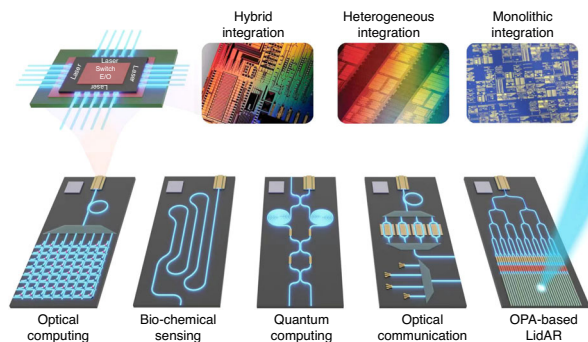 Hybrid
integration
Heterogeneous
integration
Monolithic
integration
Laser
Laser
Switch
E/O
Laser
Laser
Optical
computing
Bio-chemical
sensing
Quantum
computing
Optical
communication
OPA-based
LidAR